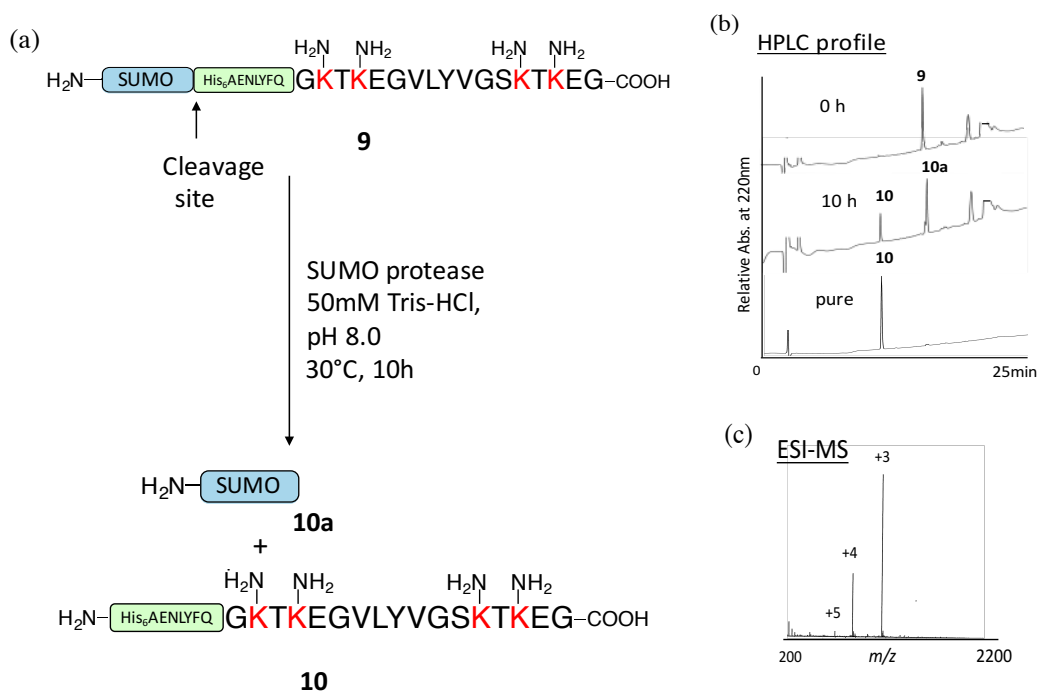 (a)
H₂N NH₂ H₂N NH₂
H₂N– SUMO His₆AENLYFQ GKTKEGVLYVGSKTKEG–COOH
9
Cleavage
site
SUMO protease
50mM Tris-HCl,
pH 8.0
30°C, 10h
H₂N– SUMO
10a
+
H₂N NH₂ H₂N NH₂
H₂N– His₆AENLYFQ GKTKEGVLYVGSKTKEG–COOH
10
(b)
HPLC profile
9
0 h
10a
10
10 h
10
pure
Relative Abs. at 220nm
0 25min
(c)
ESI-MS
+3
+4
+5
200 m/z 2200